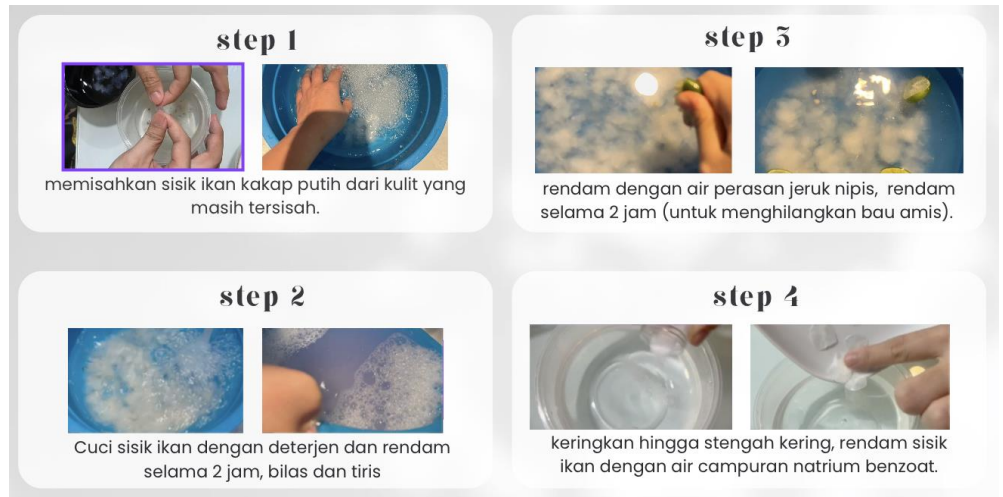 step 1
memisahkan sisik ikan kakap putih dari kulit yang
masih tersisah.
step 2
Cuci sisik ikan dengan deterjen dan rendam
selama 2 jam, bilas dan tiris
step 3
rendam dengan air perasan jeruk nipis, rendam
selama 2 jam (untuk menghilangkan bau amis).
step 4
keringkan hingga stengah kering, rendam sisik
ikan dengan air campuran natrium benzoat.